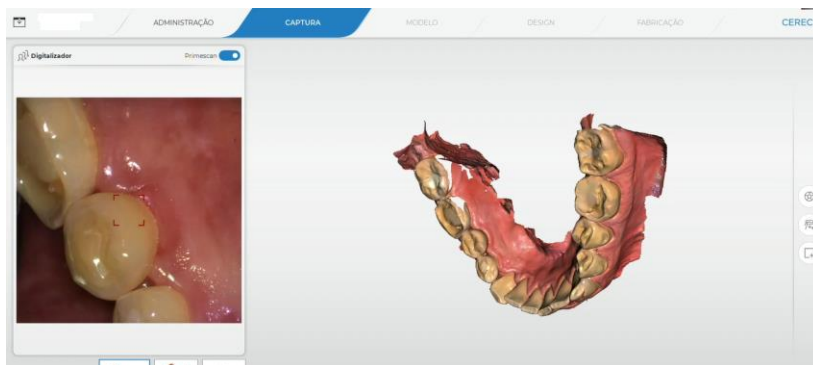 ADMINISTRAÇÃO
CAPTURA
MODELO
DESIGN
FABRICAÇÃO
CEREC
Digitalizador
Primescan